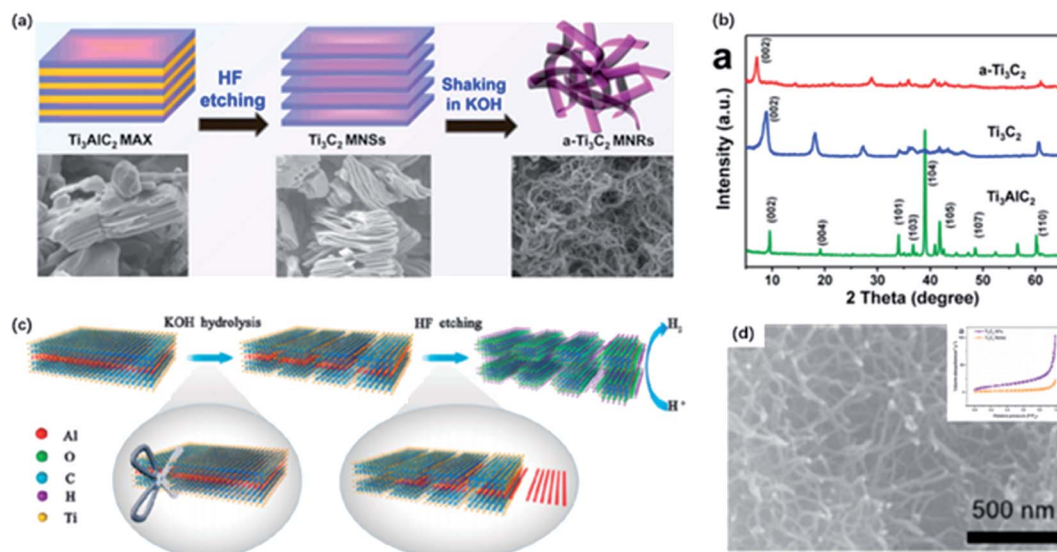 (a)
HF
etching
Shaking
in KOH
Ti₃AlC₂ MAX
Ti₃C₂ MNSs
a-Ti₃C₂ MNRs
(b)
a
Intensity (a.u.)
(002)
a-Ti₃C₂
(002)
Ti₃C₂
Ti₃AlC₂
(002)
(004)
(101)
(103)
(104)
(105)
(107)
(110)
5
20
30
40
50
60
2 Theta (degree)
(c)
KOH hydrolysis
HF etching
H₂
H⁺
Al
O
C
H
Ti
(d)
500 nm